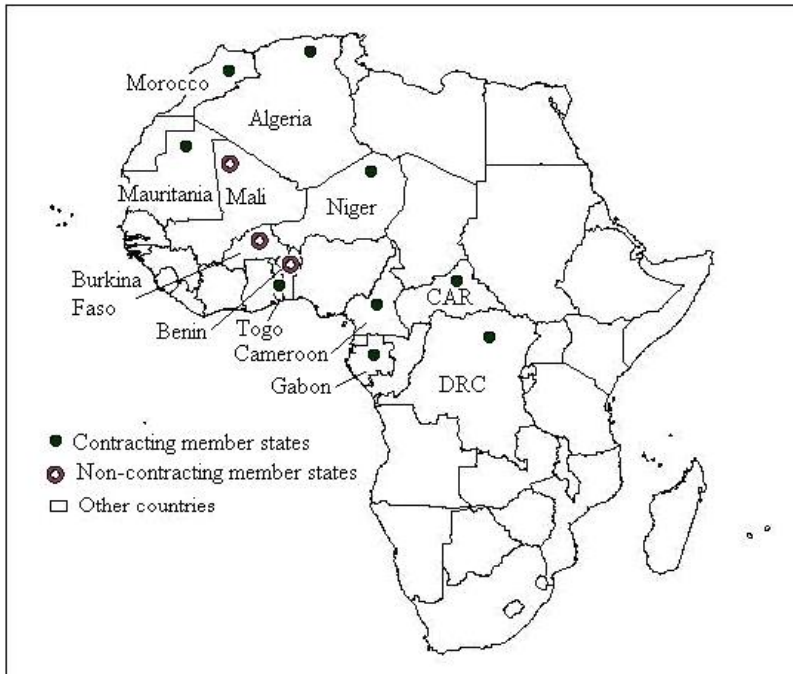 Morocco
Algeria
Mauritania
Mali
Niger
Burkina
Faso
Benin
Togo
CAR
Cameroon
Gabon
DRC
Contracting member states
Non-contracting member states
Other countries